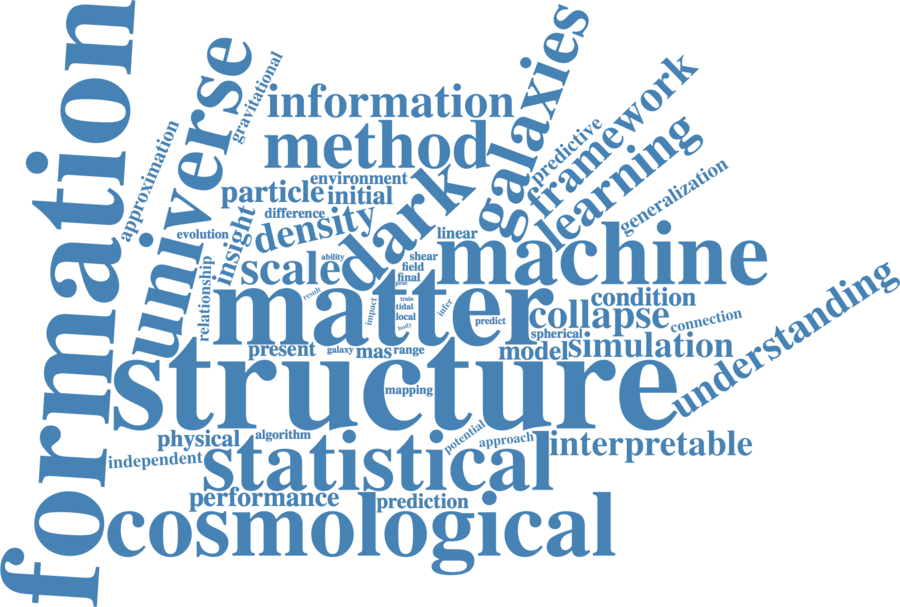 formation
universe
gravitational
approximation
information
method
galaxies
framework
predictive
learning
generalization
environment
particle
initial
difference
density
dark
evolution
insight
relationship
ability
scale
linear
shear
field
final
proc
machine
matter
result
impact
train
tidal
local
body
infer
predict
collapse
condition
connection
spherical
model
simulation
understanding
present
galaxy
mas
range
structure
mapping
physical
algorithm
independent
statistical
potential
approach
interpretable
performance
prediction
cosmological